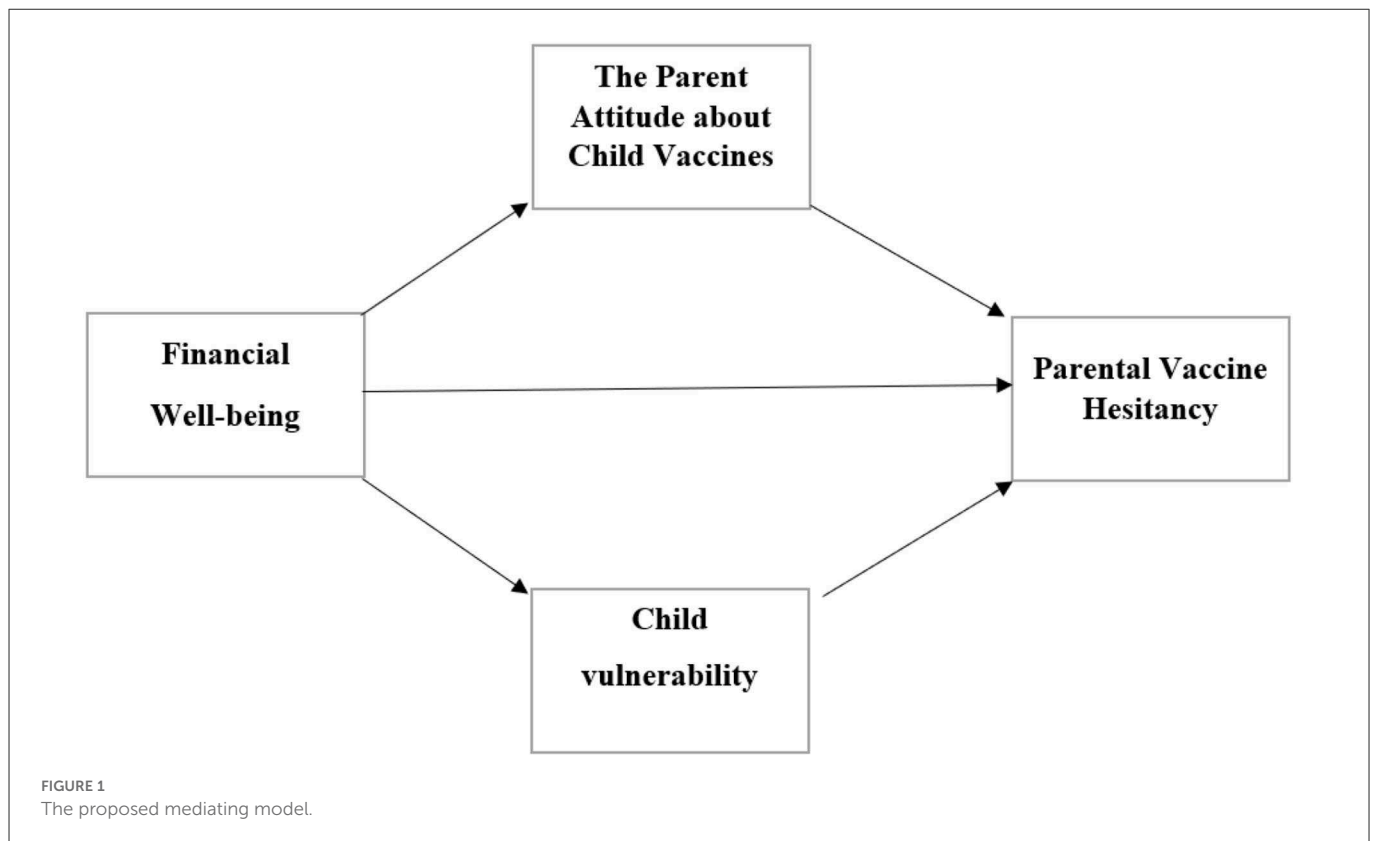 The Parent
Attitude about
Child Vaccines
Financial
Well-being
Parental Vaccine
Hesitancy
Child
vulnerability
FIGURE 1
The proposed mediating model.